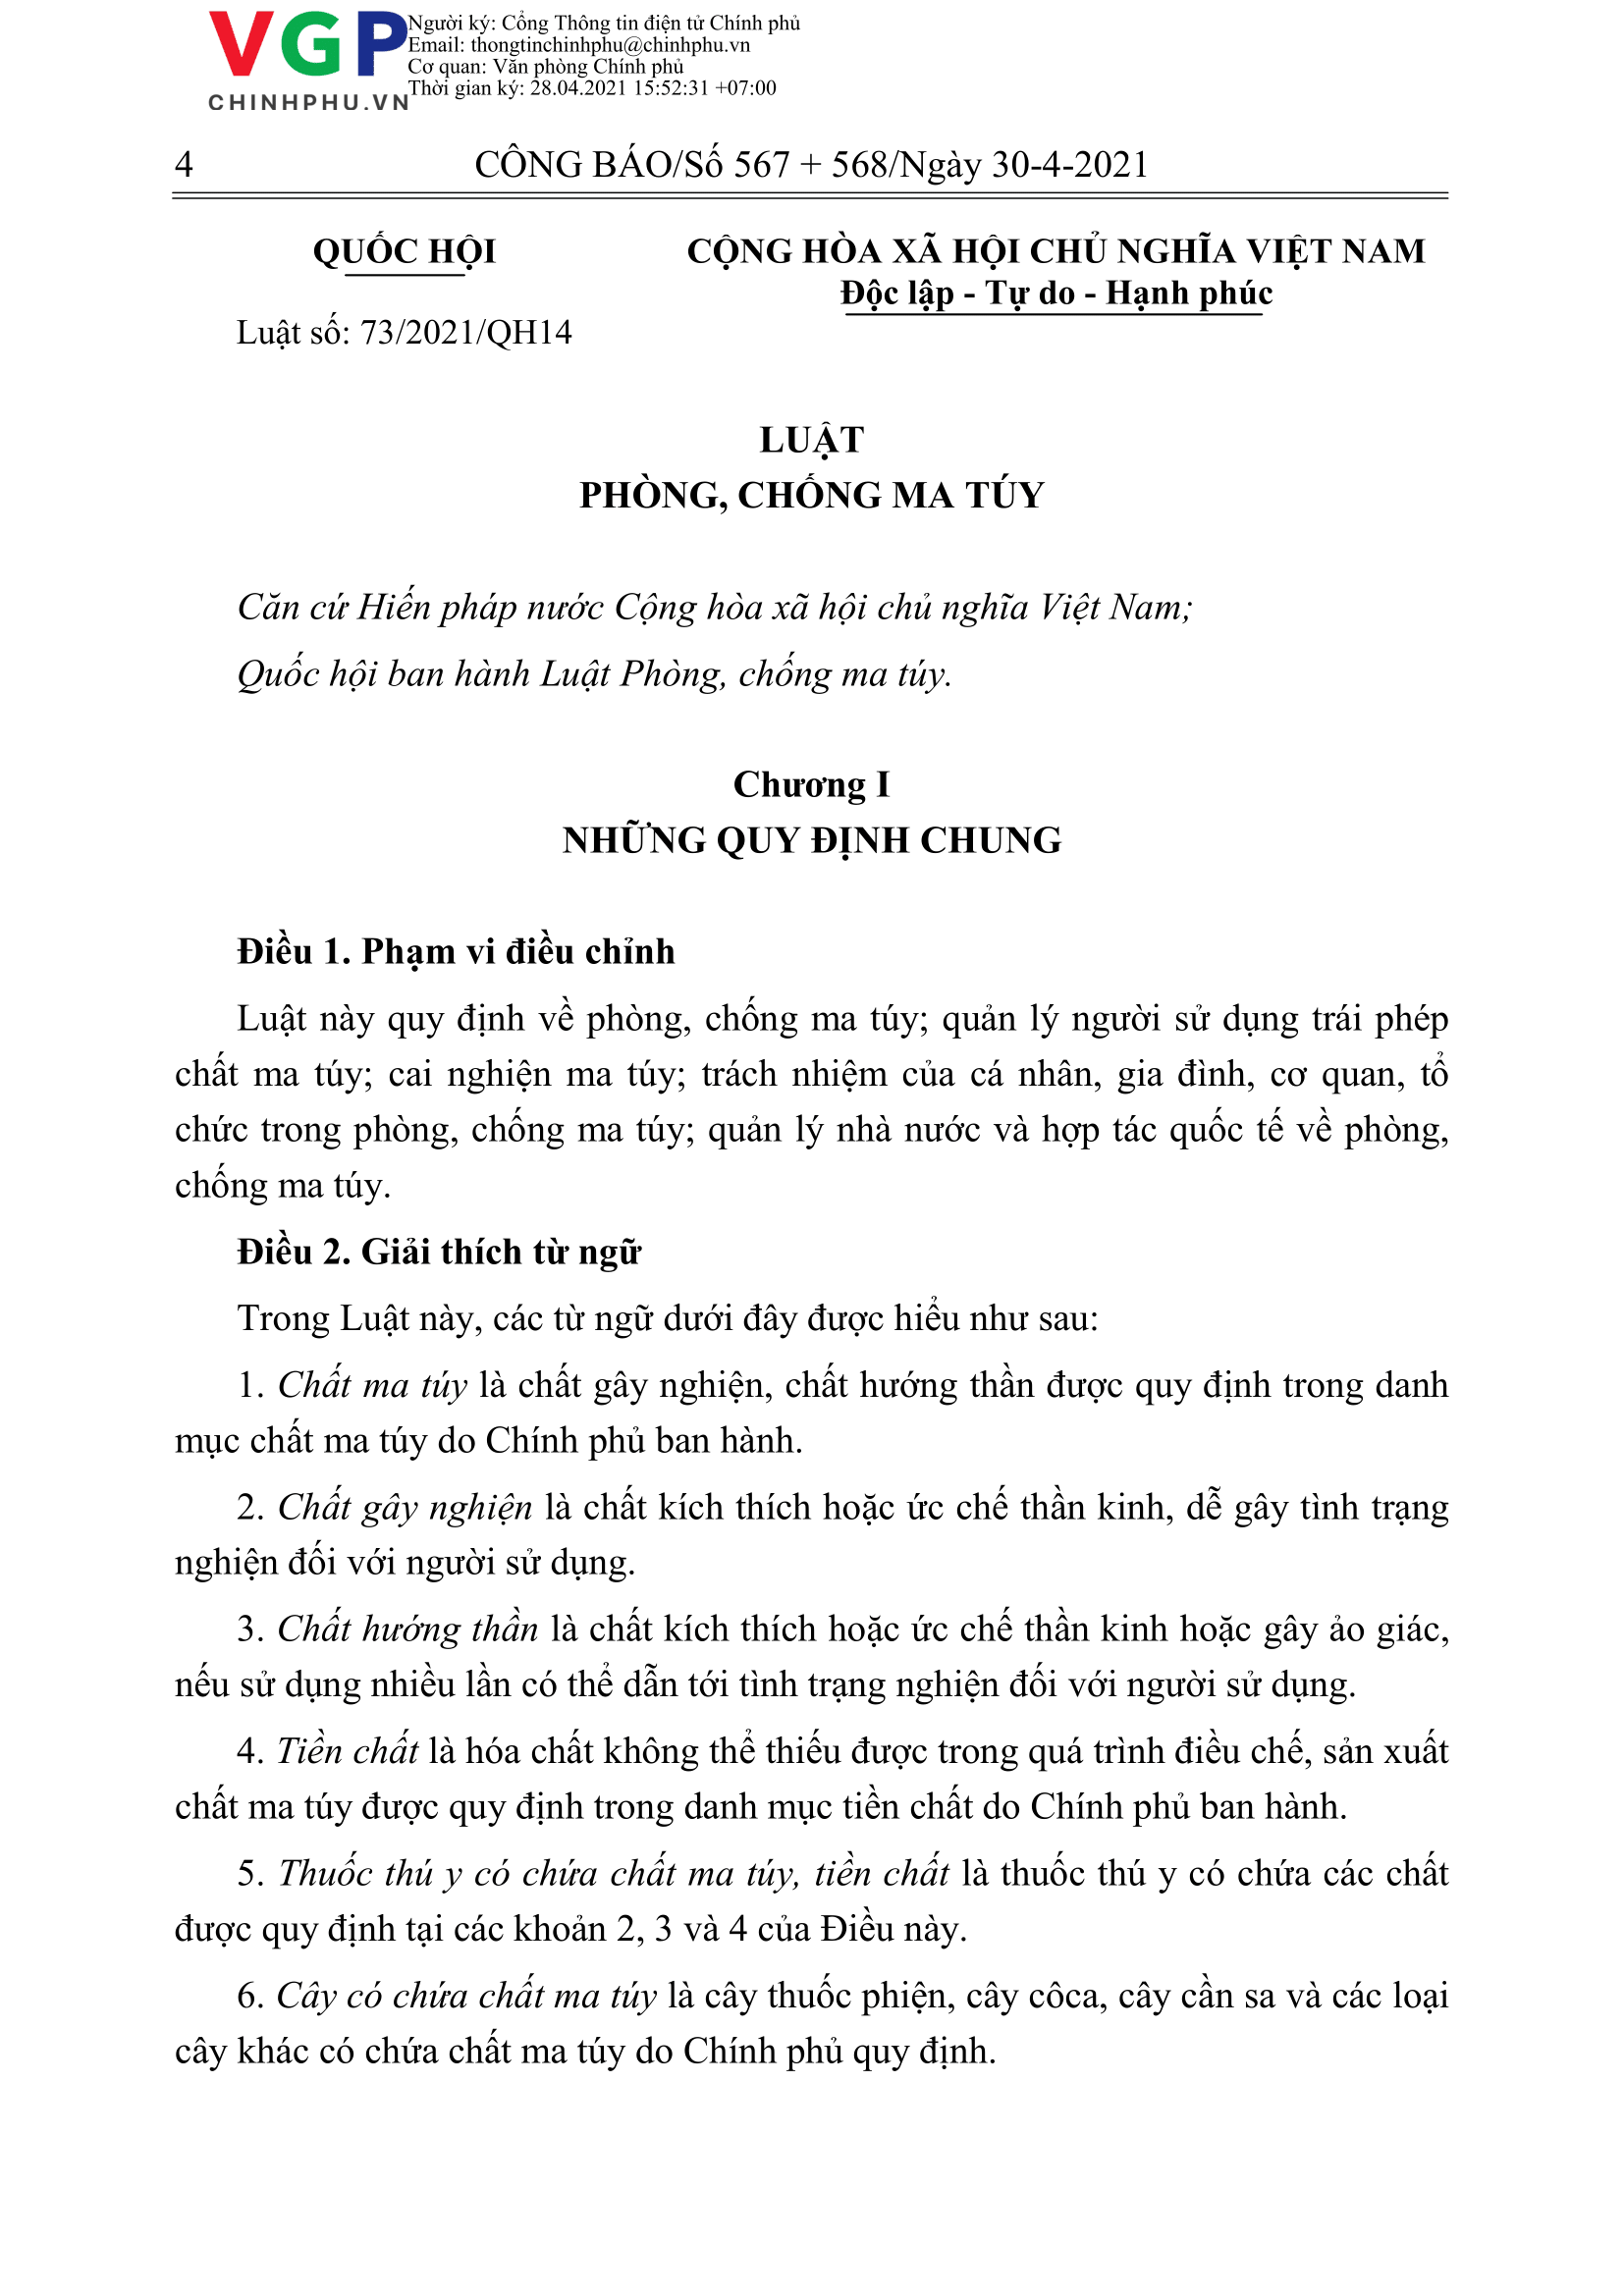 VGP
CHINHPHU.VN
Người ký: Cổng Thông tin điện tử Chính phủ
Email: thongtinchinhphu@chinhphu.vn
Cơ quan: Văn phòng Chính phủ
Thời gian ký: 28.04.2021 15:52:31 +07:00
4 CÔNG BÁO/Số 567 + 568/Ngày 30-4-2021
QUỐC HỘI
Luật số: 73/2021/QH14
CỘNG HÒA XÃ HỘI CHỦ NGHĨA VIỆT NAM
Độc lập - Tự do - Hạnh phúc
LUẬT
PHÒNG, CHỐNG MA TÚY
Căn cứ Hiến pháp nước Cộng hòa xã hội chủ nghĩa Việt Nam;
Quốc hội ban hành Luật Phòng, chống ma túy.
Chương I
NHỮNG QUY ĐỊNH CHUNG
Điều 1. Phạm vi điều chỉnh
Luật này quy định về phòng, chống ma túy; quản lý người sử dụng trái phép
chất ma túy; cai nghiện ma túy; trách nhiệm của cá nhân, gia đình, cơ quan, tổ
chức trong phòng, chống ma túy; quản lý nhà nước và hợp tác quốc tế về phòng,
chống ma túy.
Điều 2. Giải thích từ ngữ
Trong Luật này, các từ ngữ dưới đây được hiểu như sau:
1. Chất ma túy là chất gây nghiện, chất hướng thần được quy định trong danh
mục chất ma túy do Chính phủ ban hành.
2. Chất gây nghiện là chất kích thích hoặc ức chế thần kinh, dễ gây tình trạng
nghiện đối với người sử dụng.
3. Chất hướng thần là chất kích thích hoặc ức chế thần kinh hoặc gây ảo giác,
nếu sử dụng nhiều lần có thể dẫn tới tình trạng nghiện đối với người sử dụng.
4. Tiền chất là hóa chất không thể thiếu được trong quá trình điều chế, sản xuất
chất ma túy được quy định trong danh mục tiền chất do Chính phủ ban hành.
5. Thuốc thú y có chứa chất ma túy, tiền chất là thuốc thú y có chứa các chất
được quy định tại các khoản 2, 3 và 4 của Điều này.
6. Cây có chứa chất ma túy là cây thuốc phiện, cây côca, cây cần sa và các loại
cây khác có chứa chất ma túy do Chính phủ quy định.